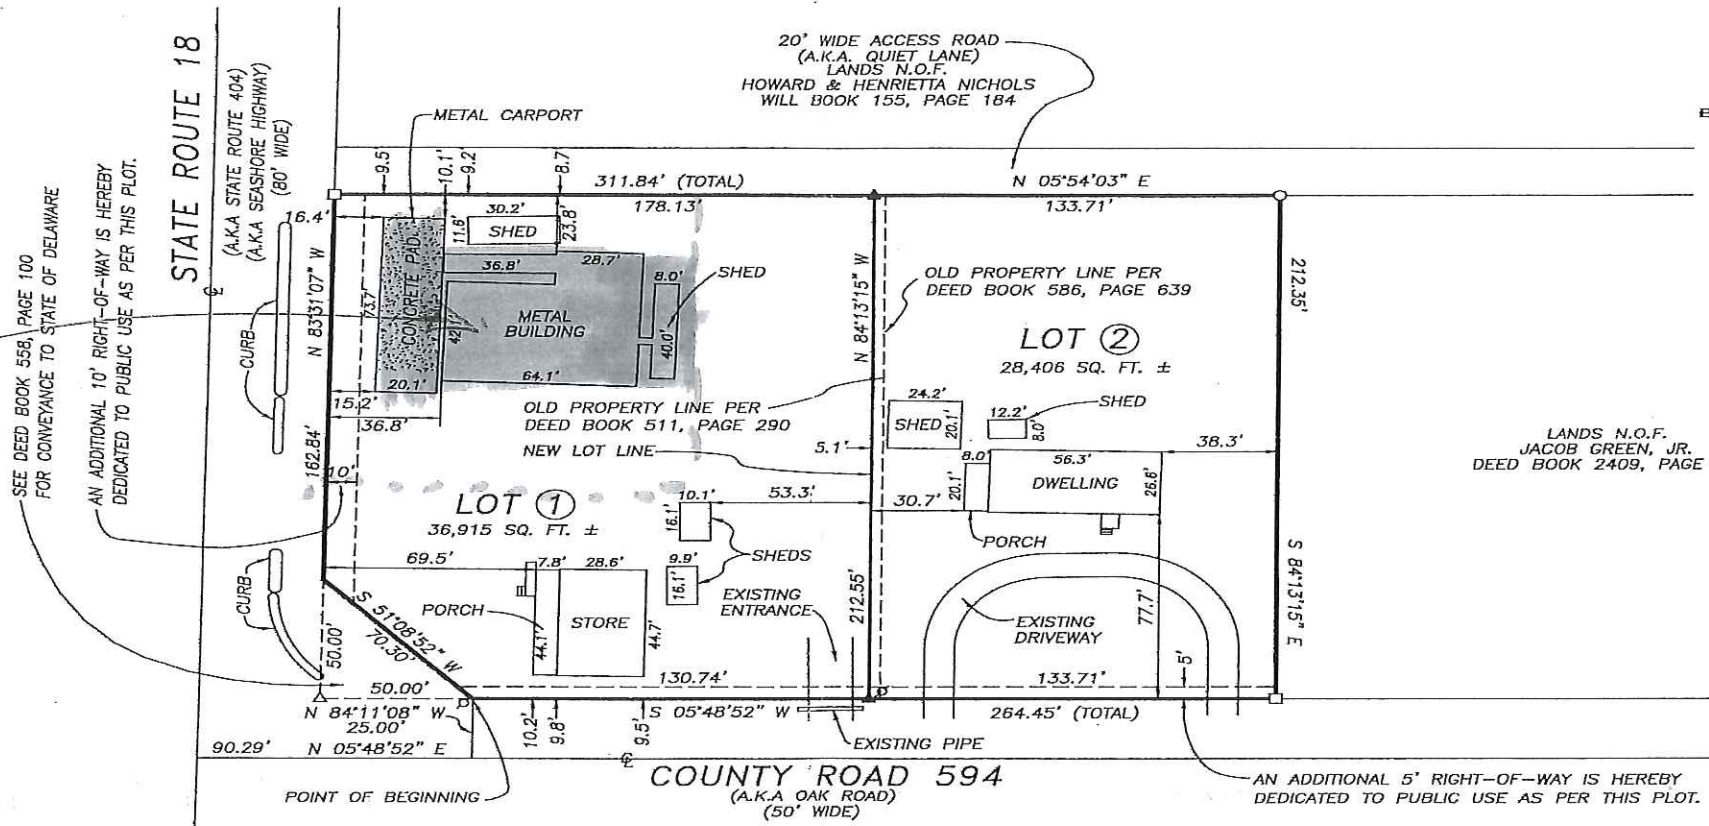 STATE ROUTE 18
(A.K.A STATE ROUTE 404)
(A.K.A SEASHORE HIGHWAY)
(80' WIDE)
SEE DEED BOOK 558, PAGE 100
FOR CONVEYANCE TO STATE OF DELAWARE
AN ADDITIONAL 10' RIGHT-OF-WAY IS HEREBY
DEDICATED TO PUBLIC USE AS PER THIS PLOT.
20' WIDE ACCESS ROAD
(A.K.A. QUIET LANE)
LANDS N.O.F.
HOWARD & HENRIETTA NICHOLS
WILL BOOK 155, PAGE 184
METAL CARPORT
9.5'
10.1'
9.2'
8.7'
311.84' (TOTAL)
N 05°54'03" E
178.13'
133.71'
16.4'
30.2'
11.6'
SHED
23.8'
N 83°31'07" W
73.7'
CONCRETE PAD
36.8'
28.7'
8.0'
SHED
METAL
BUILDING
40.0'
64.1'
20.1'
15.2'
36.8'
CURB
162.84'
10'
N 84°13'15" W
OLD PROPERTY LINE PER
DEED BOOK 586, PAGE 639
LOT 2
28,406 SQ. FT. ±
212.35'
OLD PROPERTY LINE PER
DEED BOOK 511, PAGE 290
NEW LOT LINE
5.1'
24.2'
SHED
20.1'
12.2'
8.0'
SHED
38.3'
LANDS N.O.F.
JACOB GREEN, JR.
DEED BOOK 2409, PAGE
8.0'
56.3'
DWELLING
26.6'
20.1'
30.7'
PORCH
LOT 1
36,915 SQ. FT. ±
10.1'
16.1'
53.3'
SHEDS
9.9'
16.1'
69.5'
7.8'
28.6'
CURB
PORCH
STORE
44.1'
44.7'
EXISTING
ENTRANCE
212.55'
EXISTING
DRIVEWAY
77.7'
S 84°13'15" E
S 51°08'52" W
70.30'
50.00'
50.00'
130.74'
133.71'
5'
N 84°11'08" W
25.00'
10.2'
9.8'
9.5'
S 05°48'52" W
264.45' (TOTAL)
90.29'
N 05°48'52" E
EXISTING PIPE
POINT OF BEGINNING
COUNTY ROAD 594
(A.K.A OAK ROAD)
(50' WIDE)
AN ADDITIONAL 5' RIGHT-OF-WAY IS HEREBY
DEDICATED TO PUBLIC USE AS PER THIS PLOT.